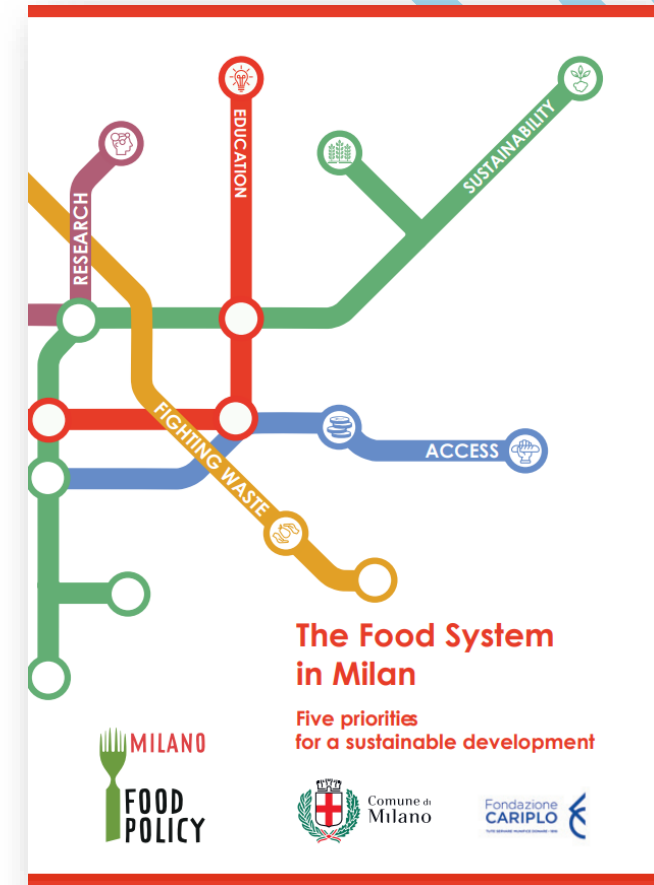 EDUCATION
SUSTAINABILITY
RESEARCH
FIGHTING WASTE
ACCESS
The Food System
in Milan
Five priorities
for a sustainable development
MILANO
FOOD
POLICY
Comune di
Milano
Fondazione
CARIPLO